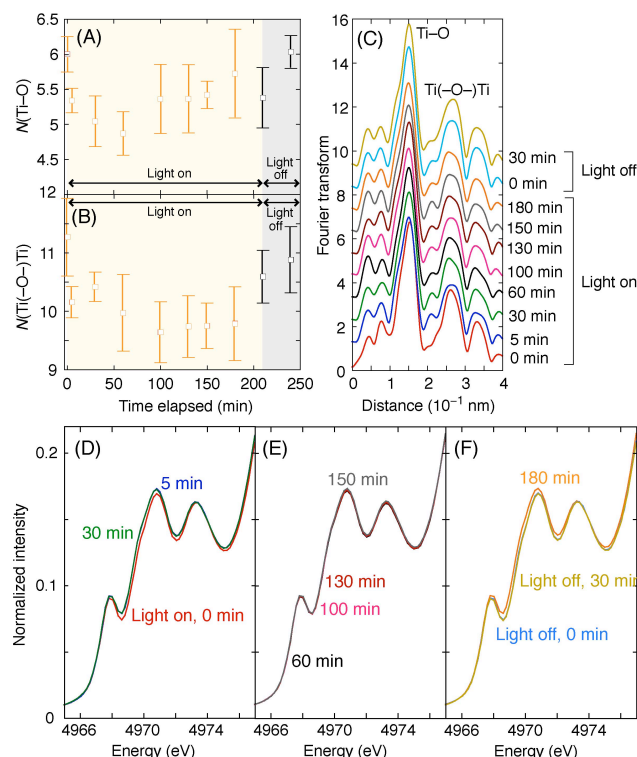 (A)
N(Ti–O)
6.5
6
5.5
5
4.5
12
Light on
Light
off
(B)
N(Ti(–O–)Ti)
11
10
9
Light on
Light
off
0 50 100 150 200 250
Time elapsed (min)
(C)
Fourier transform
16
14
12
10
8
6
4
2
0
Ti–O
Ti(–O–)Ti
30 min
0 min
Light off
180 min
150 min
130 min
100 min
60 min
30 min
5 min
0 min
Light on
0 1 2 3 4
Distance (10⁻¹ nm)
Normalized intensity
0.2
0.1
0
(D)
5 min
30 min
Light on, 0 min
4966 4970 4974
Energy (eV)
(E)
150 min
130 min
100 min
60 min
4966 4970 4974
Energy (eV)
(F)
180 min
Light off, 30 min
Light off, 0 min
4966 4970 4974
Energy (eV)